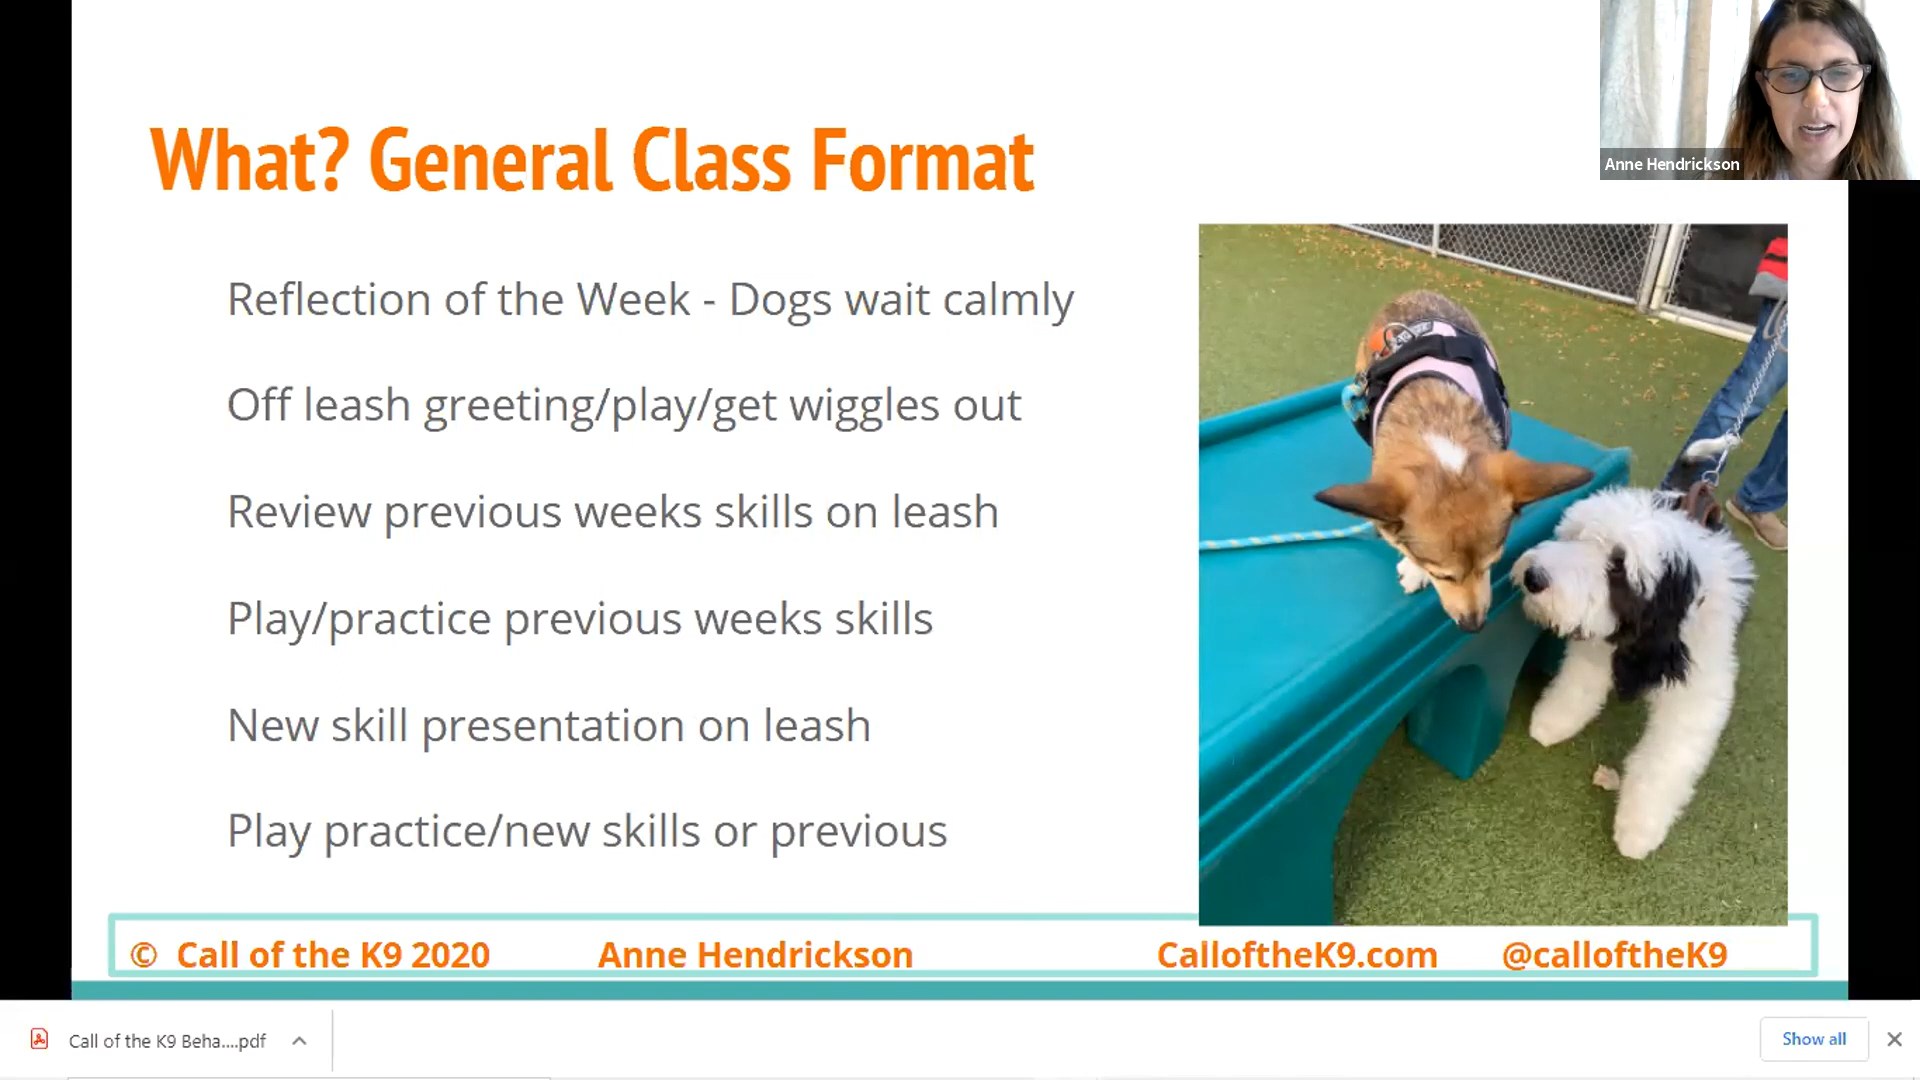 What? General Class Format
Anne Hendrickson
Reflection of the Week - Dogs wait calmly
Off leash greeting/play/get wiggles out
Review previous weeks skills on leash
Play/practice previous weeks skills
New skill presentation on leash
Play practice/new skills or previous
© Call of the K9 2020 Anne Hendrickson CalloftheK9.com @calloftheK9
Call of the K9 Beha....pdf Show all